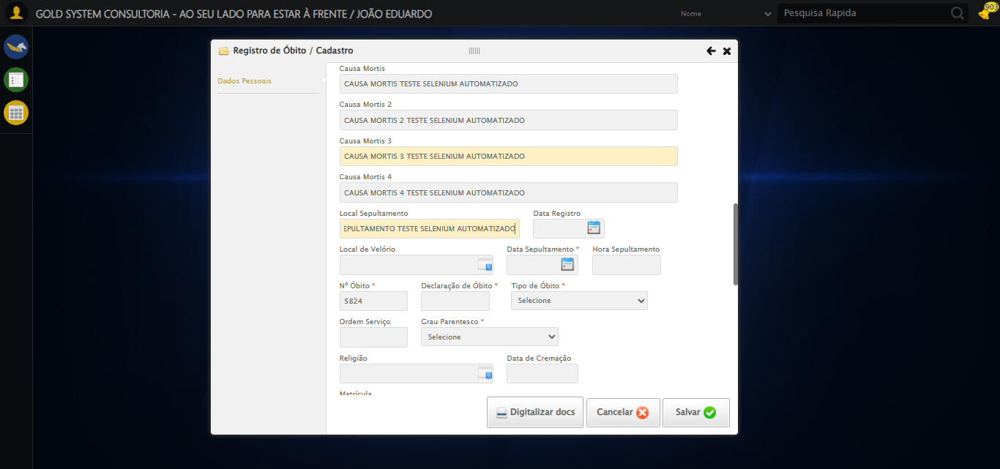 GOLD SYSTEM CONSULTORIA - AO SEU LADO PARA ESTAR À FRENTE / JOÃO EDUARDO
Nome
Pesquisa Rapida
903
Registro de Óbito / Cadastro
Dados Pessoais
Causa Mortis
CAUSA MORTIS TESTE SELENIUM AUTOMATIZADO
Causa Mortis 2
CAUSA MORTIS 2 TESTE SELENIUM AUTOMATIZADO
Causa Mortis 3
CAUSA MORTIS 3 TESTE SELENIUM AUTOMATIZADO
Causa Mortis 4
CAUSA MORTIS 4 TESTE SELENIUM AUTOMATIZADO
Local Sepultamento Data Registro
EPULTAMENTO TESTE SELENIUM AUTOMATIZADO
Local de Velório Data Sepultamento * Hora Sepultamento
Nº Óbito * Declaração de Óbito * Tipo de Óbito *
5824 Selecione
Ordem Serviço Grau Parentesco *
Selecione
Religião Data de Cremação
Matrícula
Digitalizar docs Cancelar Salvar